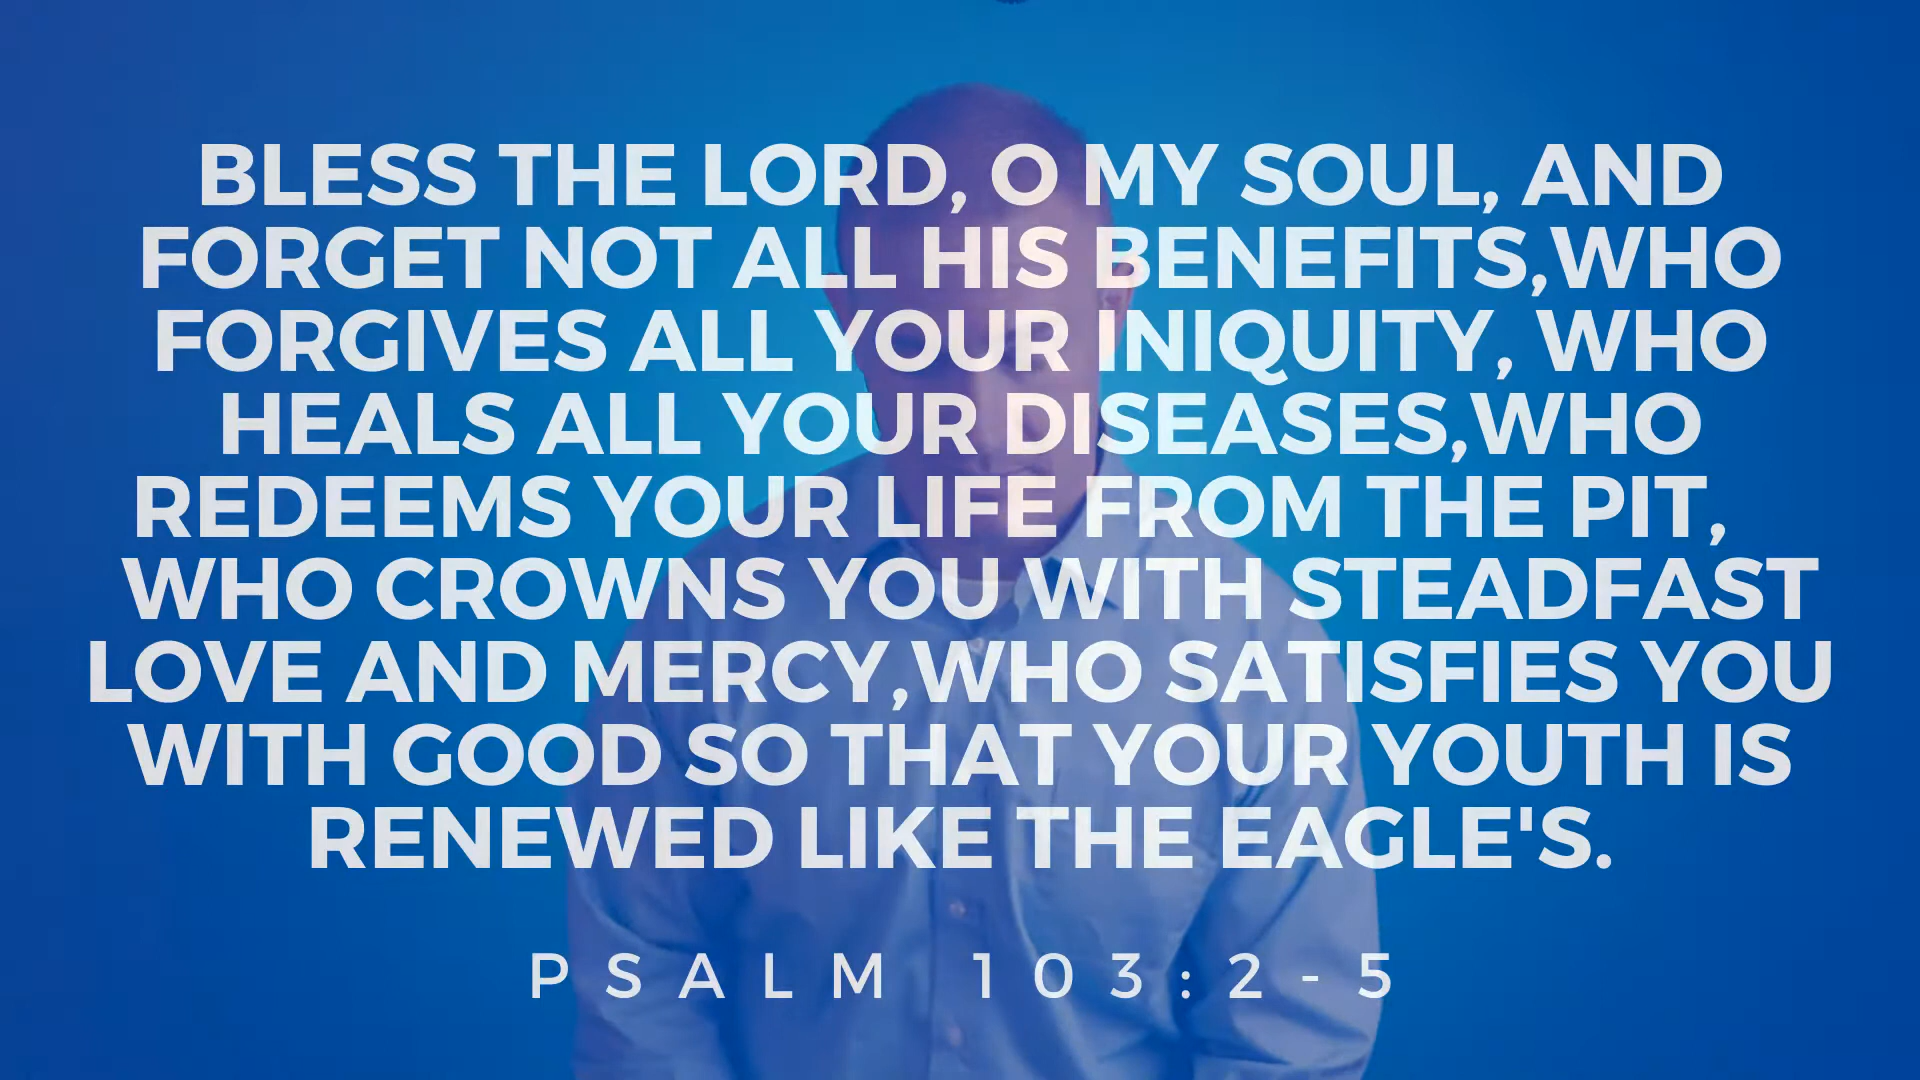 BLESS THE LORD, O MY SOUL, AND
FORGET NOT ALL HIS BENEFITS,WHO
FORGIVES ALL YOUR INIQUITY, WHO
HEALS ALL YOUR DISEASES,WHO
REDEEMS YOUR LIFE FROM THE PIT,
WHO CROWNS YOU WITH STEADFAST
LOVE AND MERCY,WHO SATISFIES YOU
WITH GOOD SO THAT YOUR YOUTH IS
RENEWED LIKE THE EAGLE'S.
PSALM 103:2-5